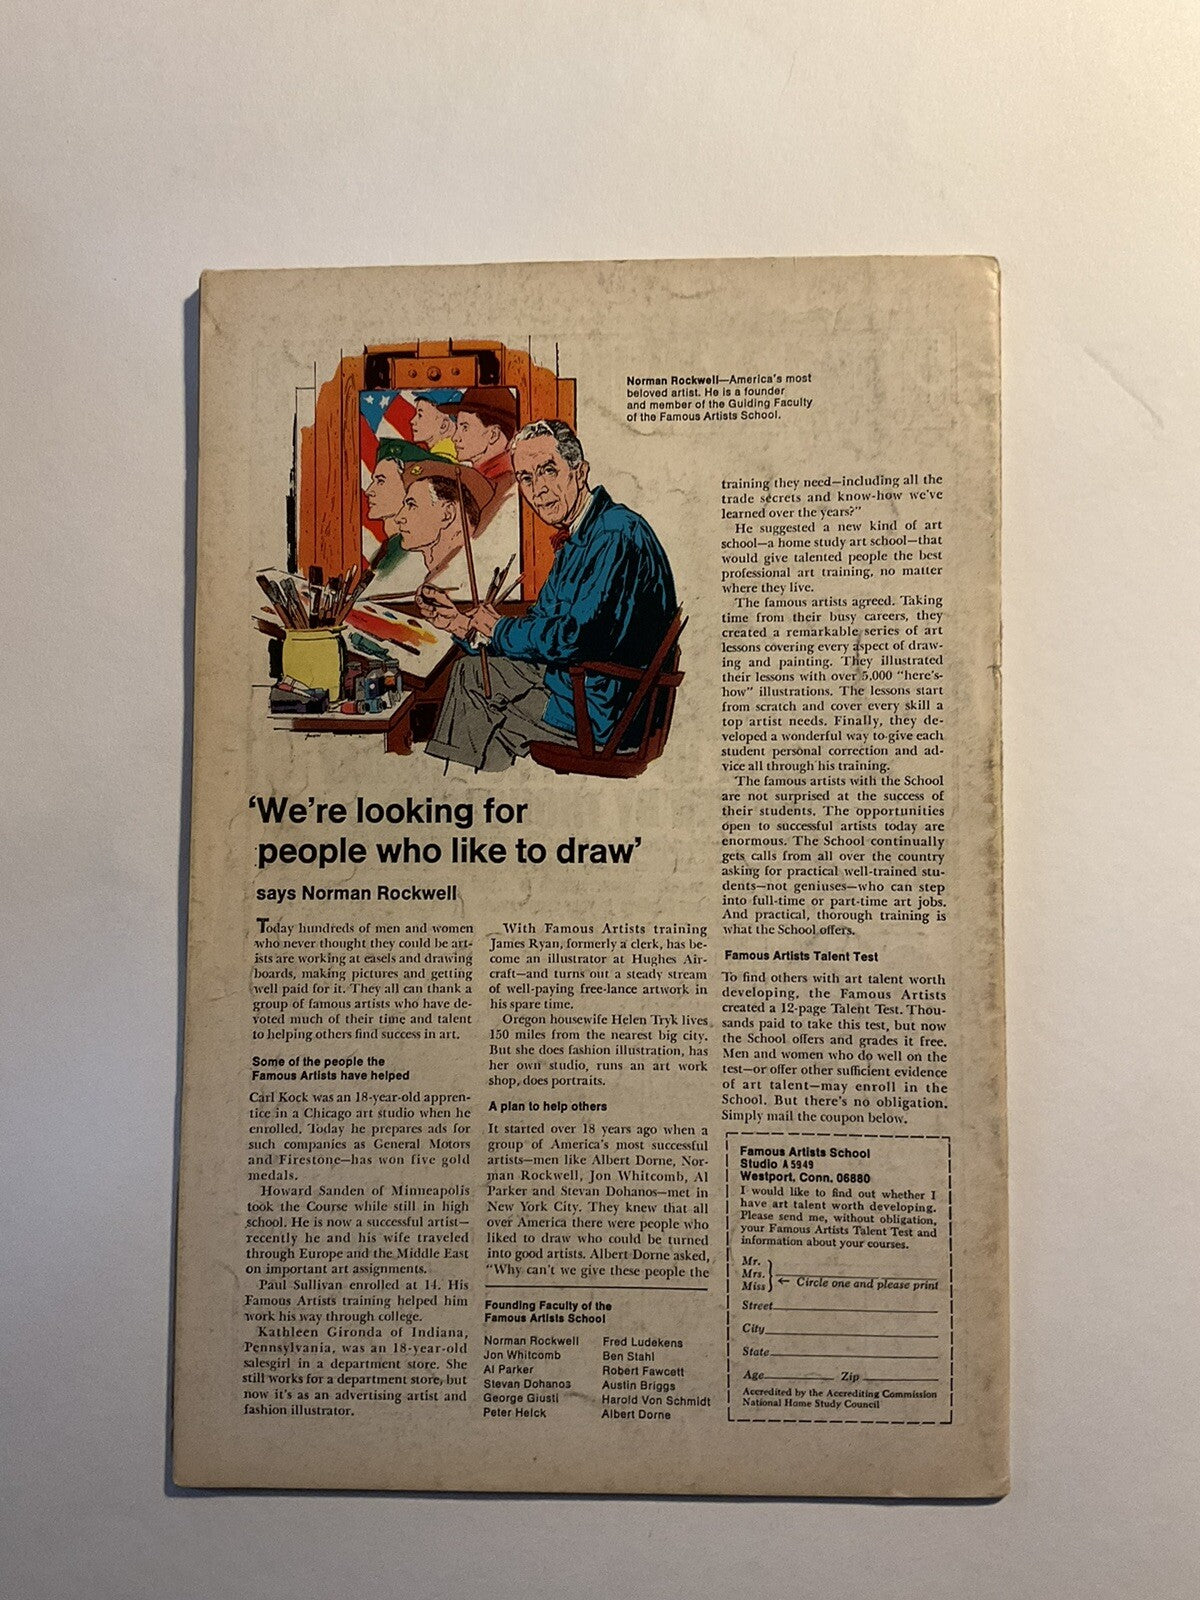 Norman Rockwell—America's most
beloved artist. He is a founder
and member of the Guiding Faculty
of the Famous Artists School.
'We're looking for
people who like to draw'
says Norman Rockwell
Today hundreds of men and women
who never thought they could be art-
ists are working at easels and drawing
boards, making pictures and getting
well paid for it. They all can thank a
group of famous artists who have de-
voted much of their time and talent
to helping others find success in art.
Some of the people the
Famous Artists have helped
Carl Kock was an 18-year-old appren-
tice in a Chicago art studio when he
enrolled. Today he prepares ads for
such companies as General Motors
and Firestone—has won five gold
medals.
Howard Sanden of Minneapolis
took the Course while still in high
school. He is now a successful artist—
recently he and his wife traveled
through Europe and the Middle East
on important art assignments.
Paul Sullivan enrolled at 14. His
Famous Artists training helped him
work his way through college.
Kathleen Gironda of Indiana,
Pennsylvania, was an 18-year-old
salesgirl in a department store. She
still works for a department store, but
now it's as an advertising artist and
fashion illustrator.
With Famous Artists training
James Ryan, formerly a clerk, has be-
come an illustrator at Hughes Air-
craft—and turns out a steady stream
of well-paying free-lance artwork in
his spare time.
Oregon housewife Helen Tryk lives
150 miles from the nearest big city.
But she does fashion illustration, has
her own studio, runs an art work
shop, does portraits.
A plan to help others
It started over 18 years ago when a
group of America's most successful
artists—men like Albert Dorne, Nor-
man Rockwell, Jon Whitcomb, Al
Parker and Stevan Dohanos—met in
New York City. They knew that all
over America there were people who
liked to draw who could be turned
into good artists. Albert Dorne asked,
"Why can't we give these people the
Founding Faculty of the
Famous Artists School
Norman Rockwell
Jon Whitcomb
Al Parker
Stevan Dohanos
George Giusti
Peter Helck
Fred Ludekens
Ben Stahl
Robert Fawcett
Austin Briggs
Harold Von Schmidt
Albert Dorne
training they need—including all the
trade secrets and know-how we've
learned over the years?"
He suggested a new kind of art
school—a home study art school—that
would give talented people the best
professional art training, no matter
where they live.
The famous artists agreed. Taking
time from their busy careers, they
created a remarkable series of art
lessons covering every aspect of draw-
ing and painting. They illustrated
their lessons with over 5,000 "here's-
how" illustrations. The lessons start
from scratch and cover every skill a
top artist needs. Finally, they de-
veloped a wonderful way to give each
student personal correction and ad-
vice all through his training.
The famous artists with the School
are not surprised at the success of
their students. The opportunities
open to successful artists today are
enormous. The School continually
gets calls from all over the country
asking for practical well-trained stu-
dents—not geniuses—who can step
into full-time or part-time art jobs.
And practical, thorough training is
what the School offers.
Famous Artists Talent Test
To find others with art talent worth
developing, the Famous Artists
created a 12-page Talent Test. Thou-
sands paid to take this test, but now
the School offers and grades it free.
Men and women who do well on the
test—or offer other sufficient evidence
of art talent—may enroll in the
School. But there's no obligation.
Simply mail the coupon below.
Famous Artists School
Studio A5949
Westport, Conn. 06880
I would like to find out whether I
have art talent worth developing.
Please send me, without obligation,
your Famous Artists Talent Test and
information about your courses.
Mr.
Mrs.
Miss ← Circle one and please print
Street
City
State
Age Zip
Accredited by the Accrediting Commission
National Home Study Council